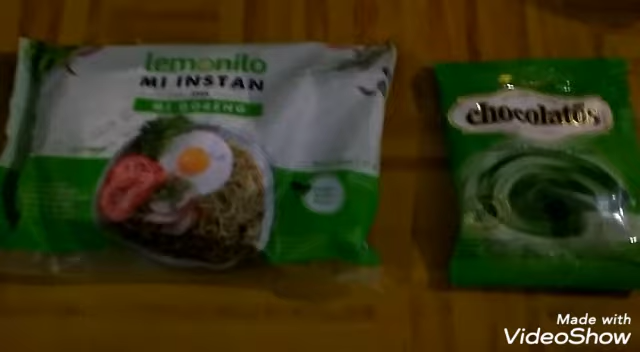 lemonilo
MI INSTAN
MI GORENG
chocolatos
Made with
VideoShow